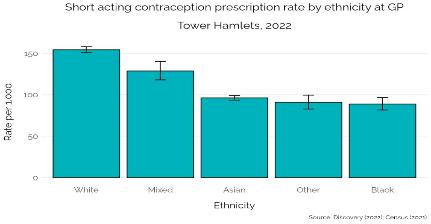 Short acting contraception prescription rate by ethnicity at GP
Tower Hamlets, 2022
Rate per 1,000
150
100
50
0
White Mixed Asian Other Black
Ethnicity
Source: Discovery (2022); Census (2021)